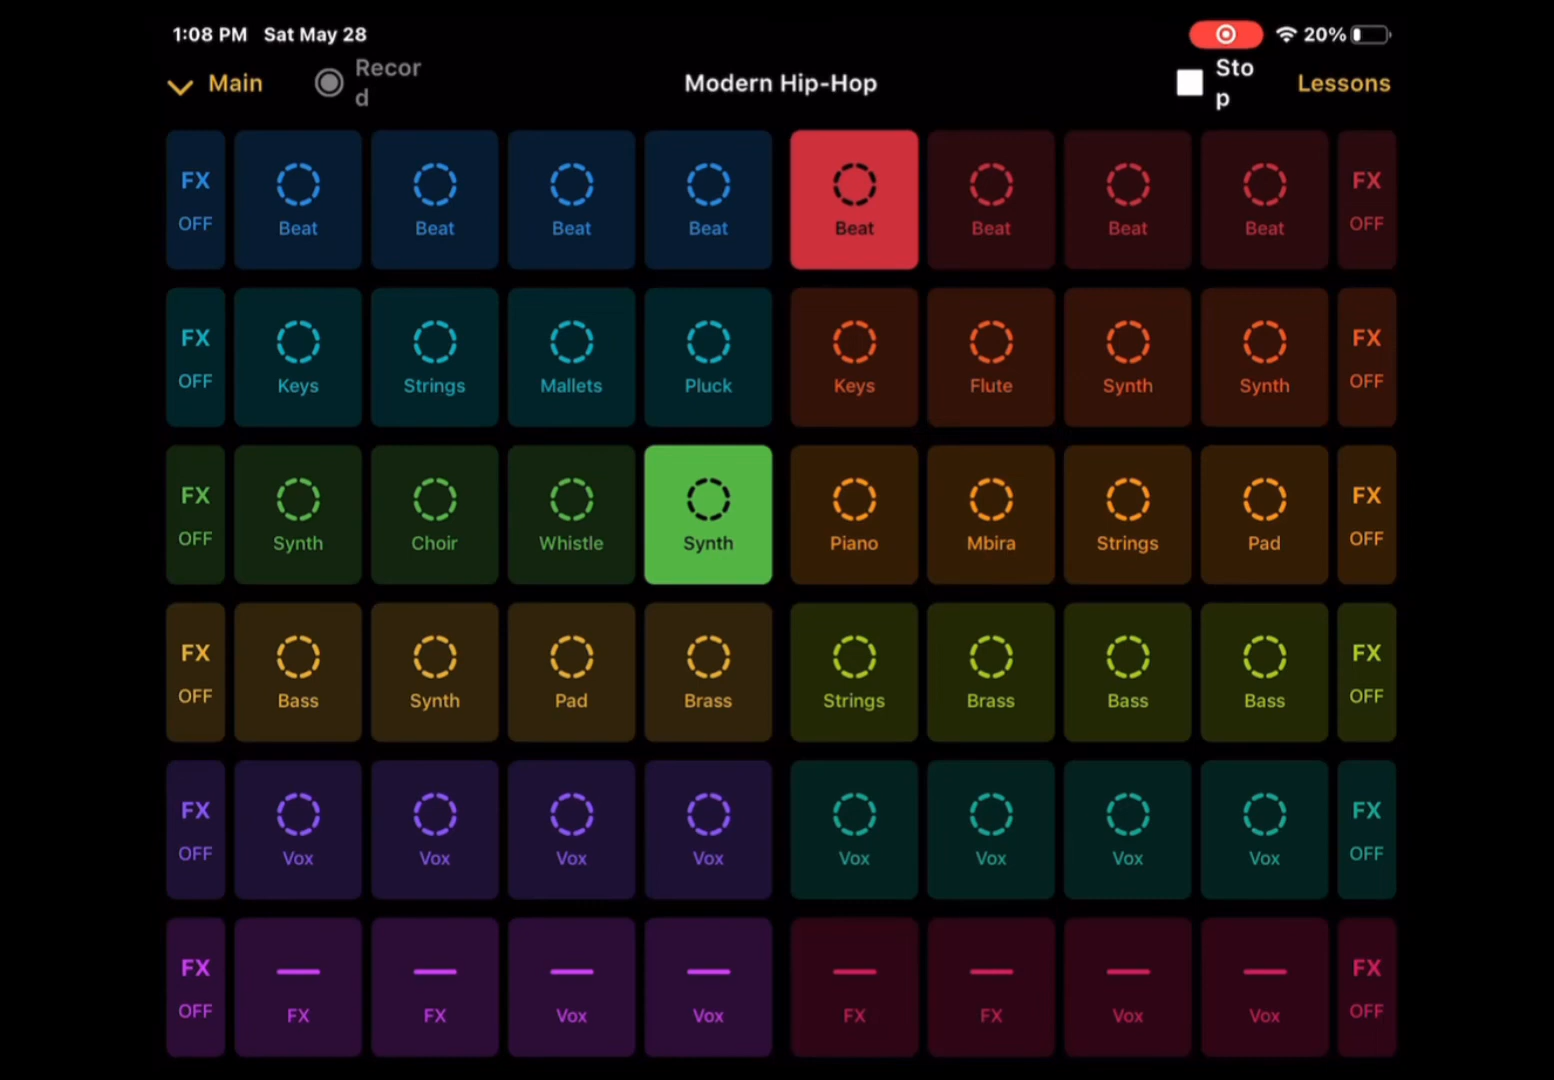 1:08 PM Sat May 28
20%
Main
Recor
d
Modern Hip-Hop
Sto
p
Lessons
FX Beat Beat Beat Beat Beat Beat Beat Beat FX
OFF OFF
FX Keys Strings Mallets Pluck Keys Flute Synth Synth FX
OFF OFF
FX Synth Choir Whistle Synth Piano Mbira Strings Pad FX
OFF OFF
FX Bass Synth Pad Brass Strings Brass Bass Bass FX
OFF OFF
FX Vox Vox Vox Vox Vox Vox Vox Vox FX
OFF OFF
FX FX FX Vox Vox FX FX Vox Vox FX
OFF OFF